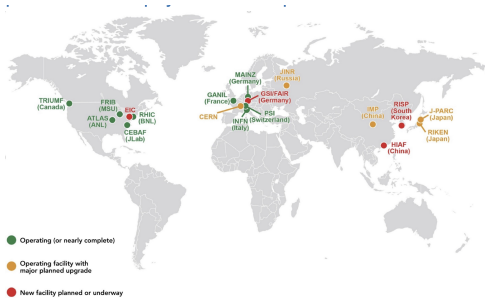 JINR
(Russia)
MAINZ
(Germany)
GANIL
(France)
GSI/FAIR
(Germany)
TRIUMF
(Canada)
FRIB
(MSU)
EIC
RHIC
(BNL)
ATLAS
(ANL)
CEBAF
(JLab)
CERN
PSI
(Switzerland)
INFN
(Italy)
IMP
(China)
RISP
(South
Korea)
J-PARC
(Japan)
RIKEN
(Japan)
HIAF
(China)
Operating (or nearly complete)
Operating facility with
major planned upgrade
New facility planned or underway